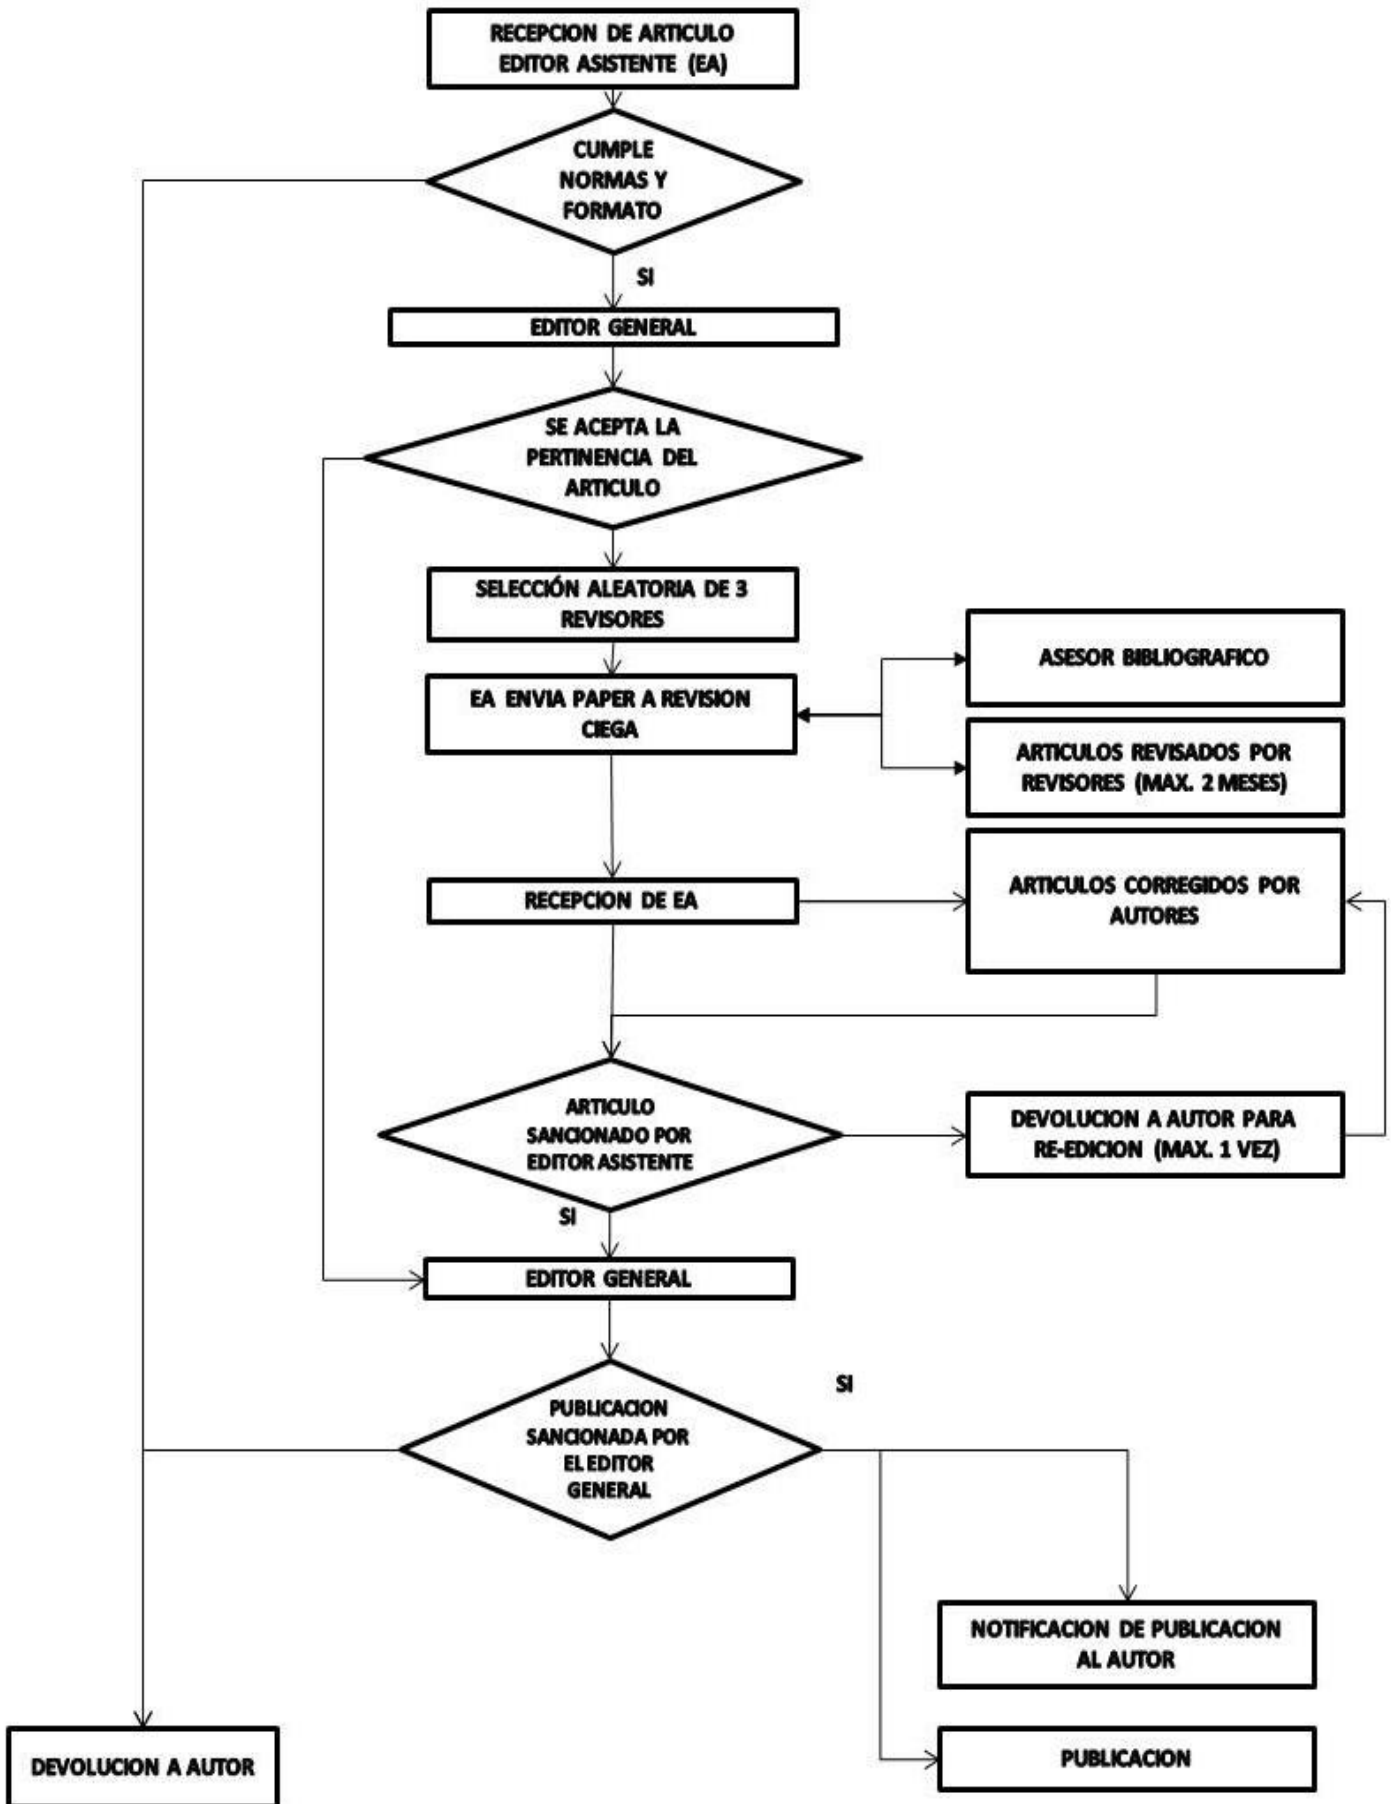 RECEPCION DE ARTICULO
EDITOR ASISTENTE (EA)
CUMPLE
NORMAS Y
FORMATO
SI
EDITOR GENERAL
SE ACEPTA LA
PERTINENCIA DEL
ARTICULO
SELECCIÓN ALEATORIA DE 3
REVISORES
EA ENVIA PAPER A REVISION
CIEGA
ASESOR BIBLIOGRAFICO
ARTICULOS REVISADOS POR
REVISORES (MAX. 2 MESES)
RECEPCION DE EA
ARTICULOS CORREGIDOS POR
AUTORES
ARTICULO
SANCIONADO POR
EDITOR ASISTENTE
DEVOLUCION A AUTOR PARA
RE-EDICION (MAX. 1 VEZ)
SI
EDITOR GENERAL
SI
PUBLICACION
SANCIONADA POR
EL EDITOR
GENERAL
NOTIFICACION DE PUBLICACION
AL AUTOR
PUBLICACION
DEVOLUCION A AUTOR